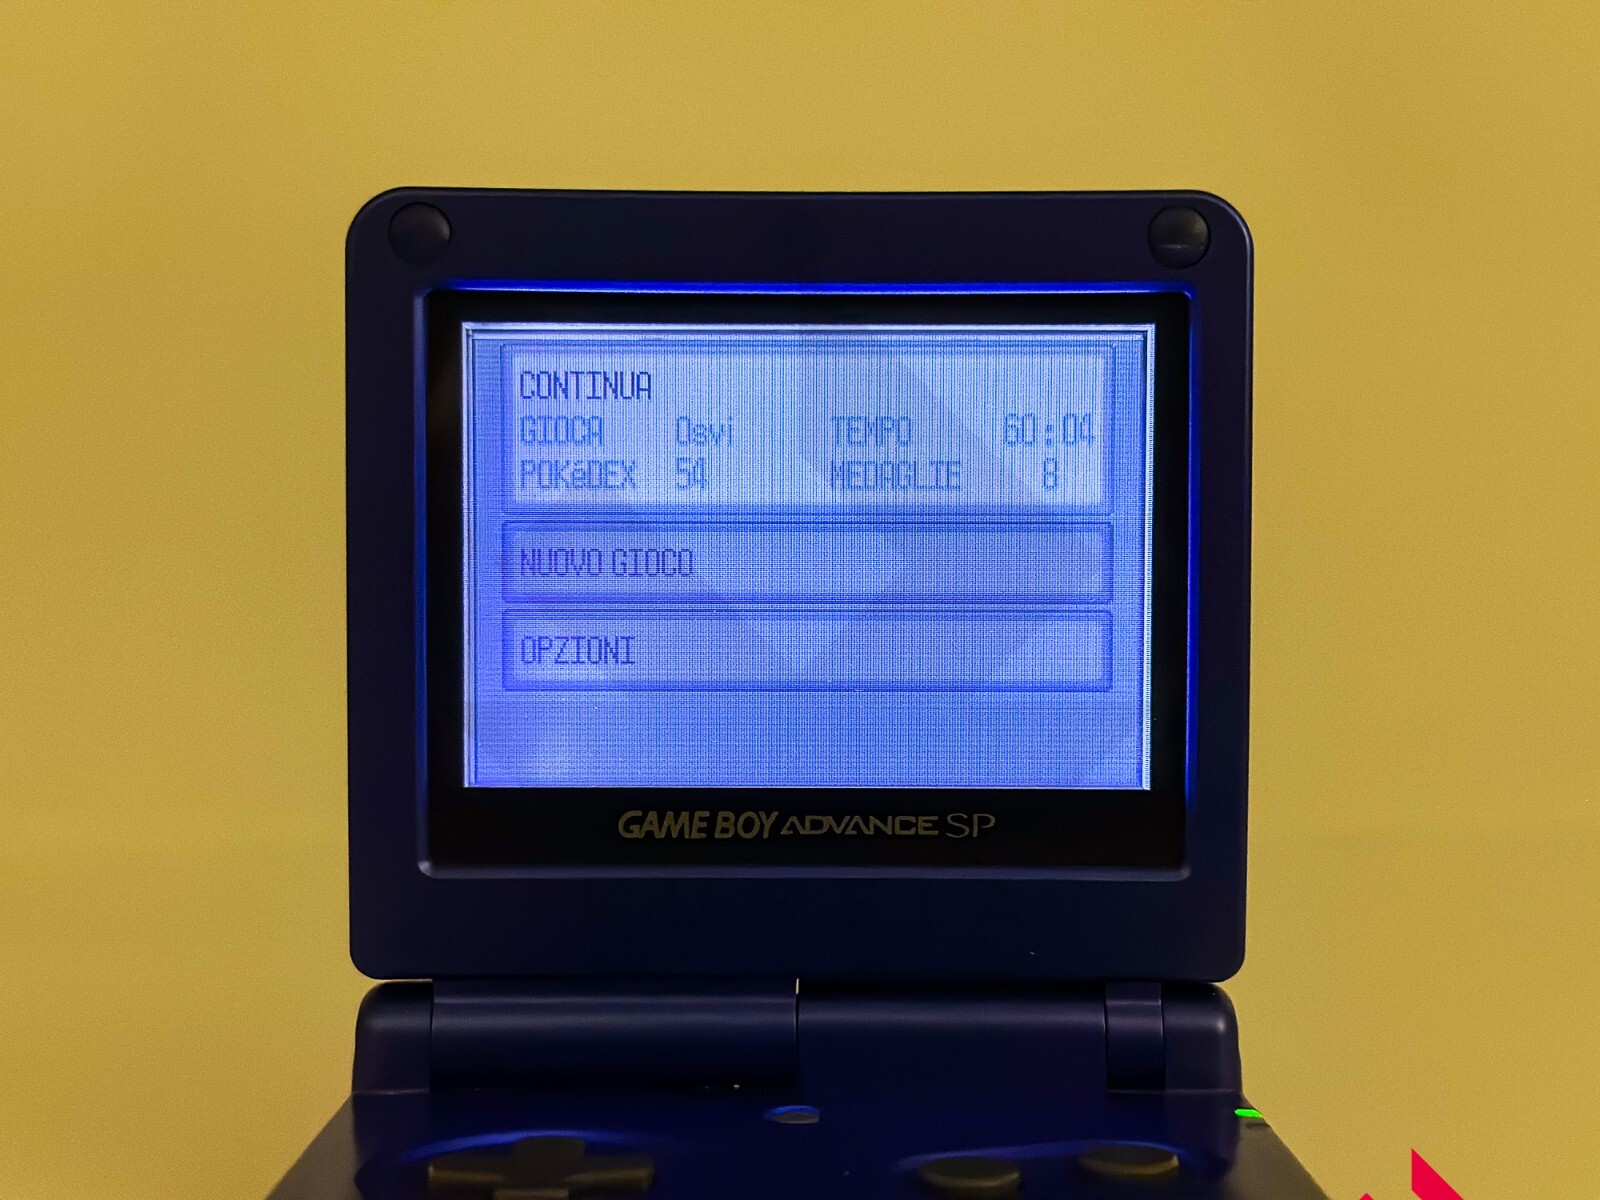 CONTINUA
GIOCA Osvi TEMPO 60:04
POKéDEX 54 MEDAGLIE 8
NUOVO GIOCO
OPZIONI
GAME BOY ADVANCE SP